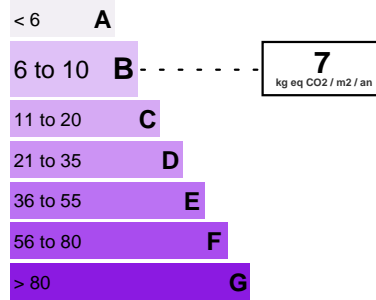 < 6 A
6 to 10 B - - - - - - 7
kg eq CO2 / m2 / an
11 to 20 C
21 to 35 D
36 to 55 E
56 to 80 F
> 80 G